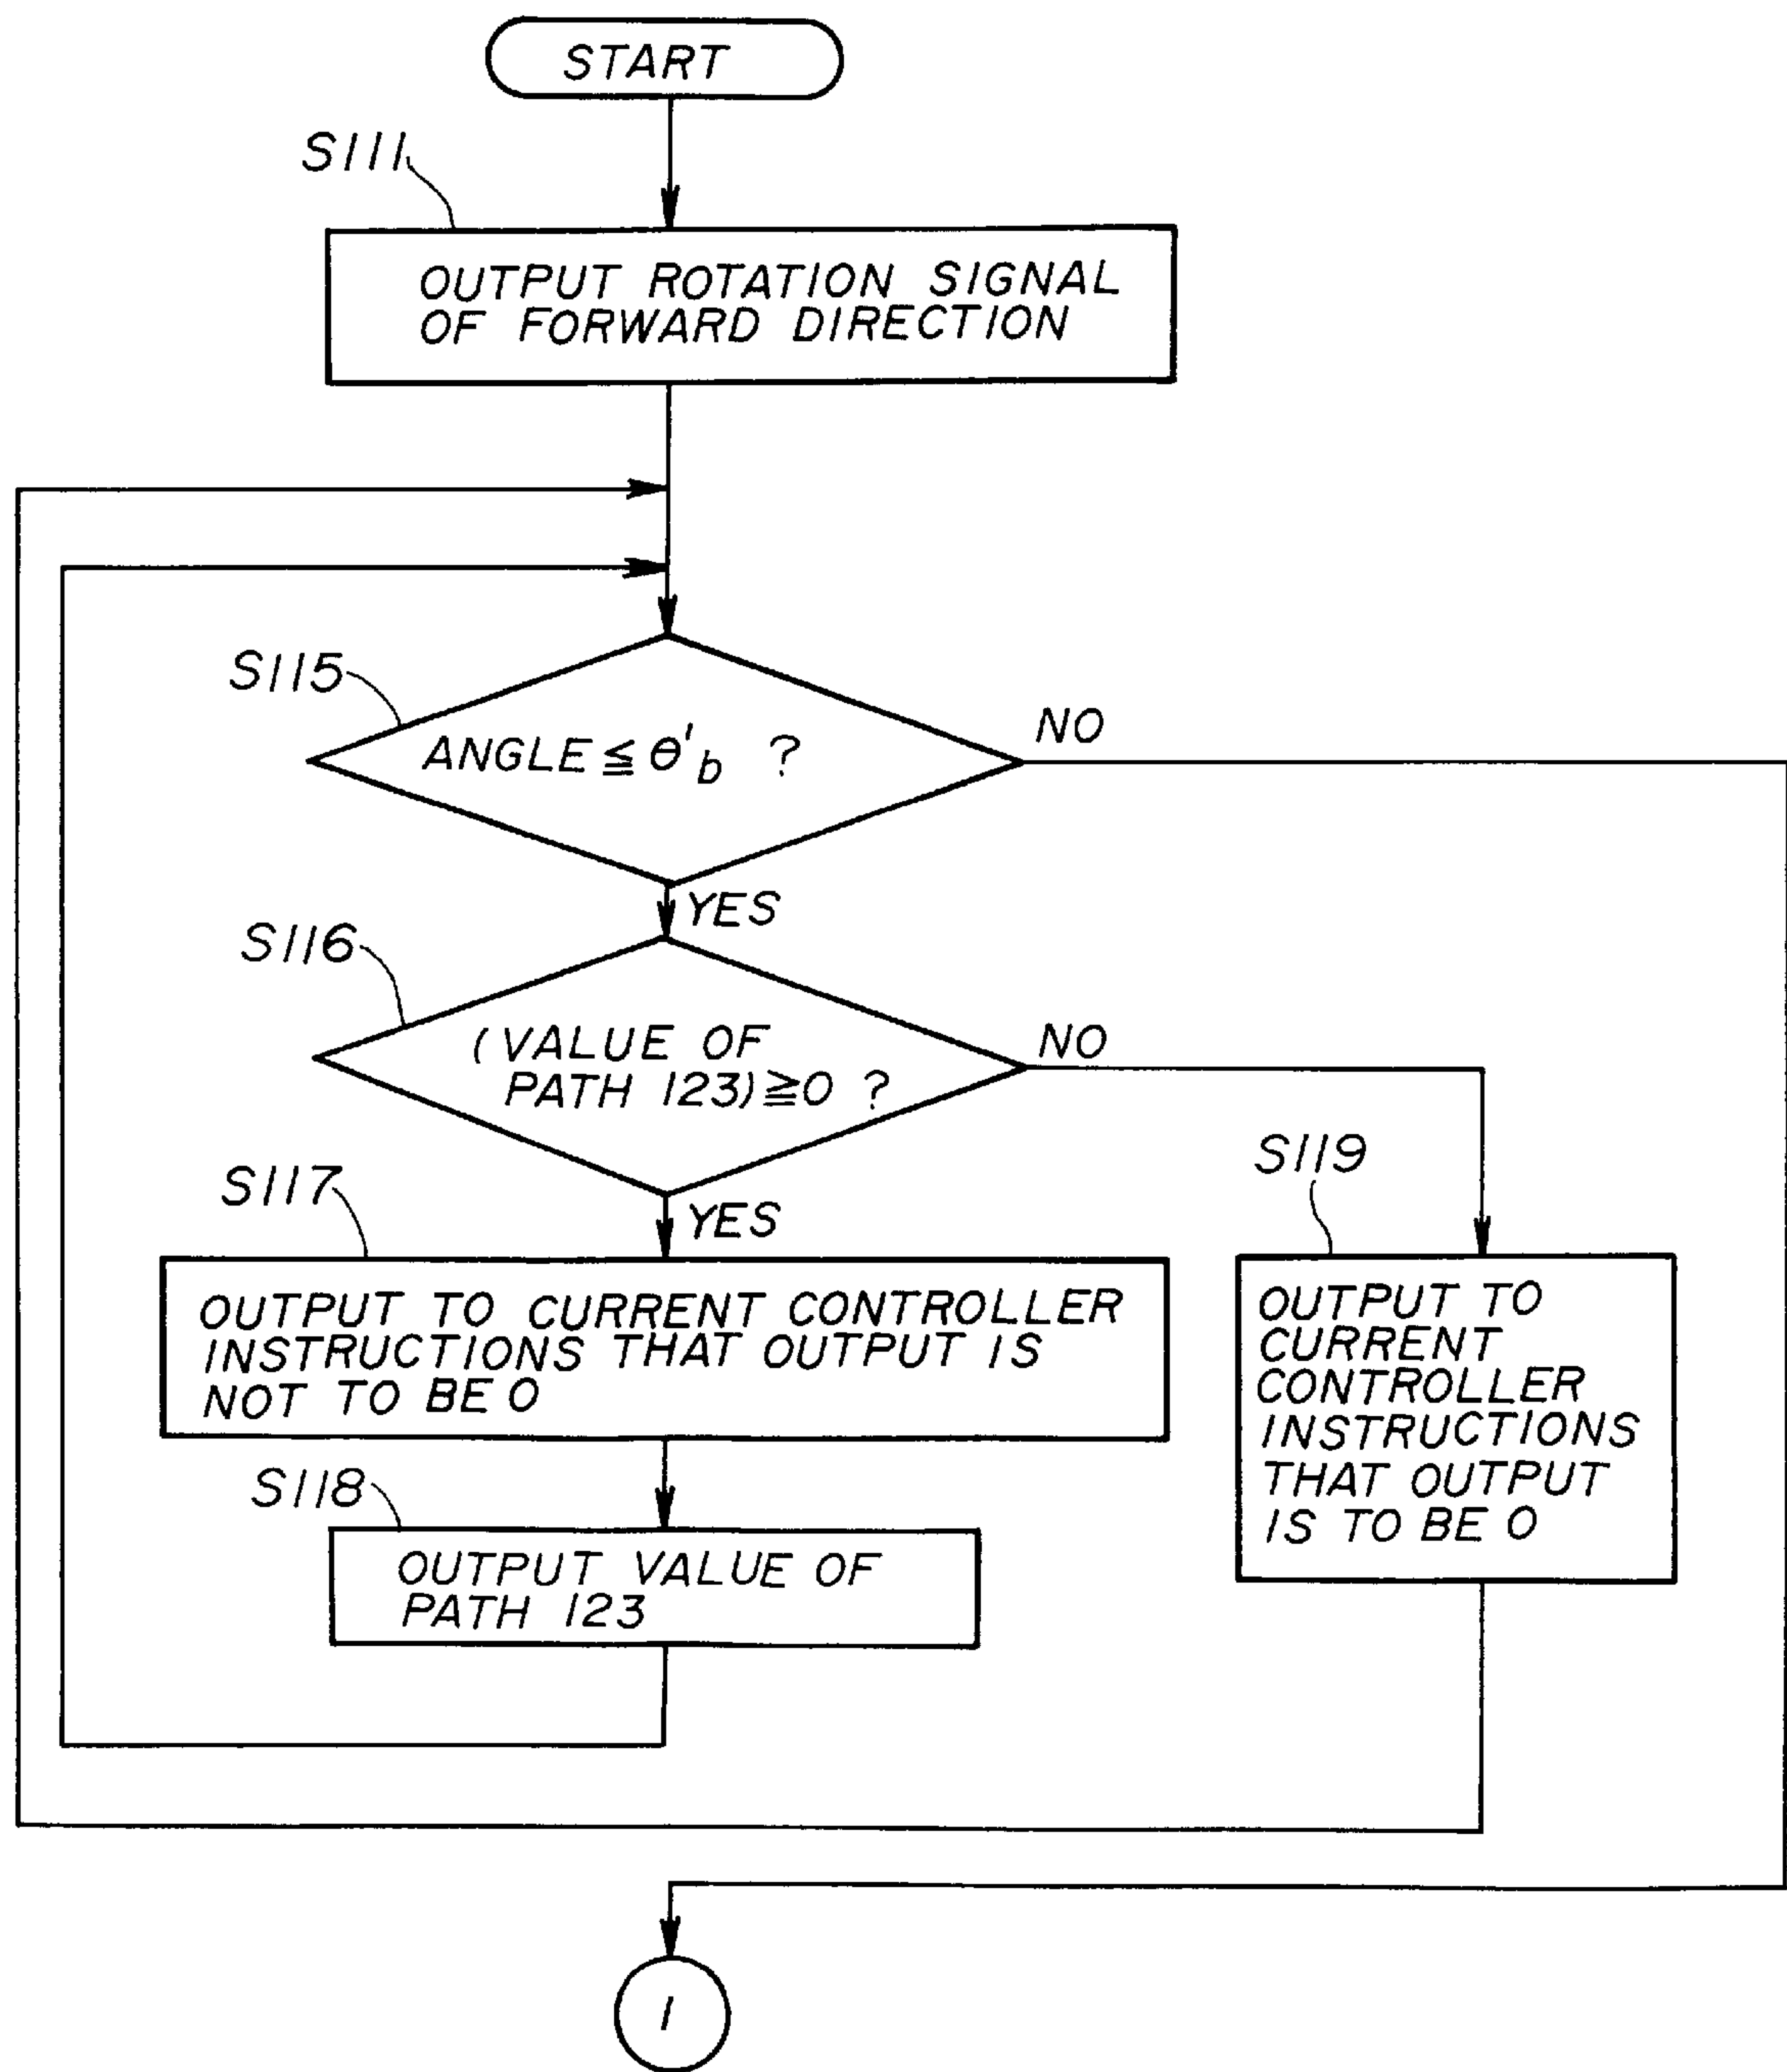 START
S111
OUTPUT ROTATION SIGNAL
OF FORWARD DIRECTION
S115
ANGLE ≦ θ'b ?
NO
YES
S116
(VALUE OF
PATH 123) ≧ 0 ?
NO
YES
S117
OUTPUT TO CURRENT CONTROLLER
INSTRUCTIONS THAT OUTPUT IS
NOT TO BE 0
S119
OUTPUT TO
CURRENT
CONTROLLER
INSTRUCTIONS
THAT OUTPUT
IS TO BE 0
S118
OUTPUT VALUE OF
PATH 123
1